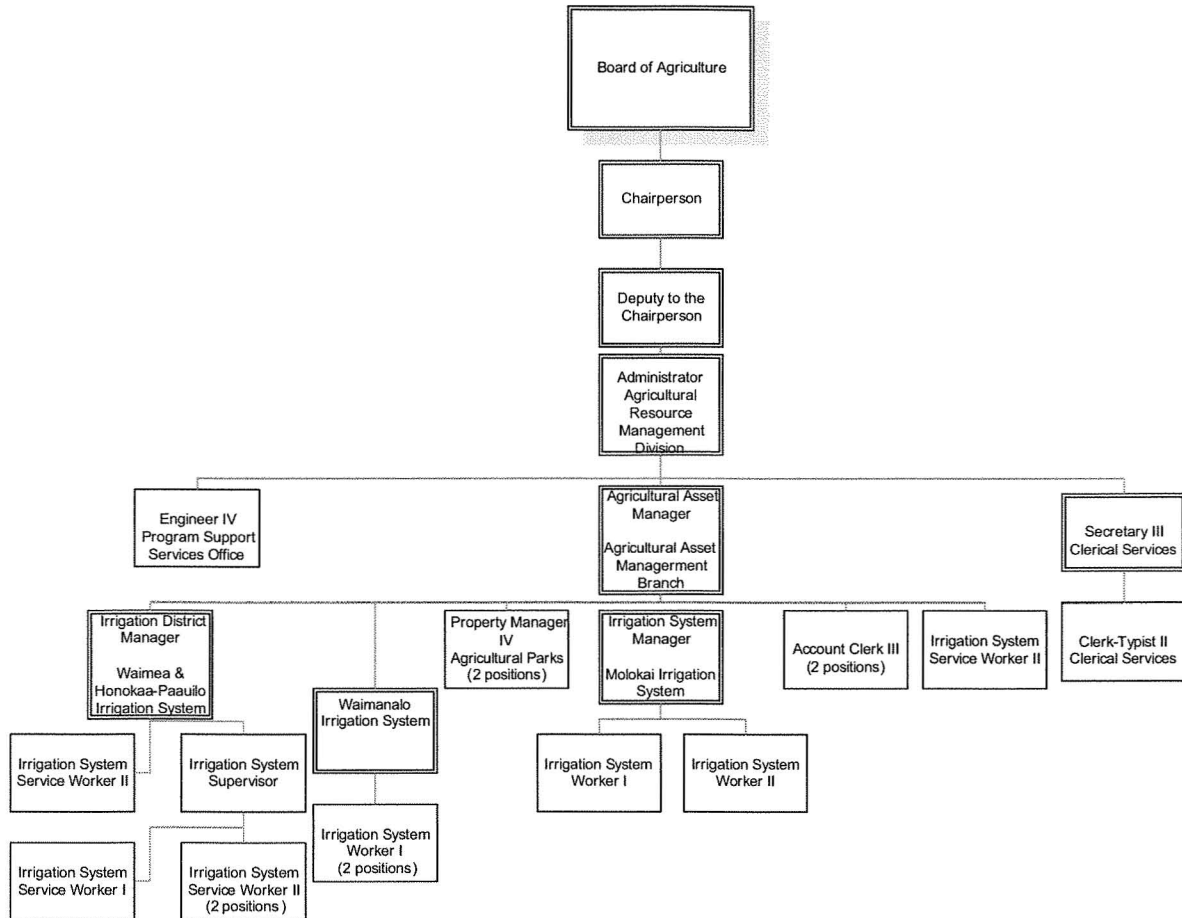 Board of Agriculture
Chairperson
Deputy to the
Chairperson
Administrator
Agricultural
Resource
Management
Division
Engineer IV
Program Support
Services Office
Agricultural Asset
Manager
Agricultural Asset
Management
Branch
Secretary III
Clerical Services
Irrigation District
Manager
Waimea &
Honokaa-Paauilo
Irrigation System
Waimanalo
Irrigation System
Property Manager
IV
Agricultural Parks
(2 positions)
Irrigation System
Manager
Molokai Irrigation
System
Account Clerk III
(2 positions)
Irrigation System
Service Worker II
Clerk-Typist II
Clerical Services
Irrigation System
Service Worker II
Irrigation System
Supervisor
Irrigation System
Worker I
(2 positions)
Irrigation System
Worker I
Irrigation System
Worker II
Irrigation System
Service Worker I
Irrigation System
Service Worker II
(2 positions)